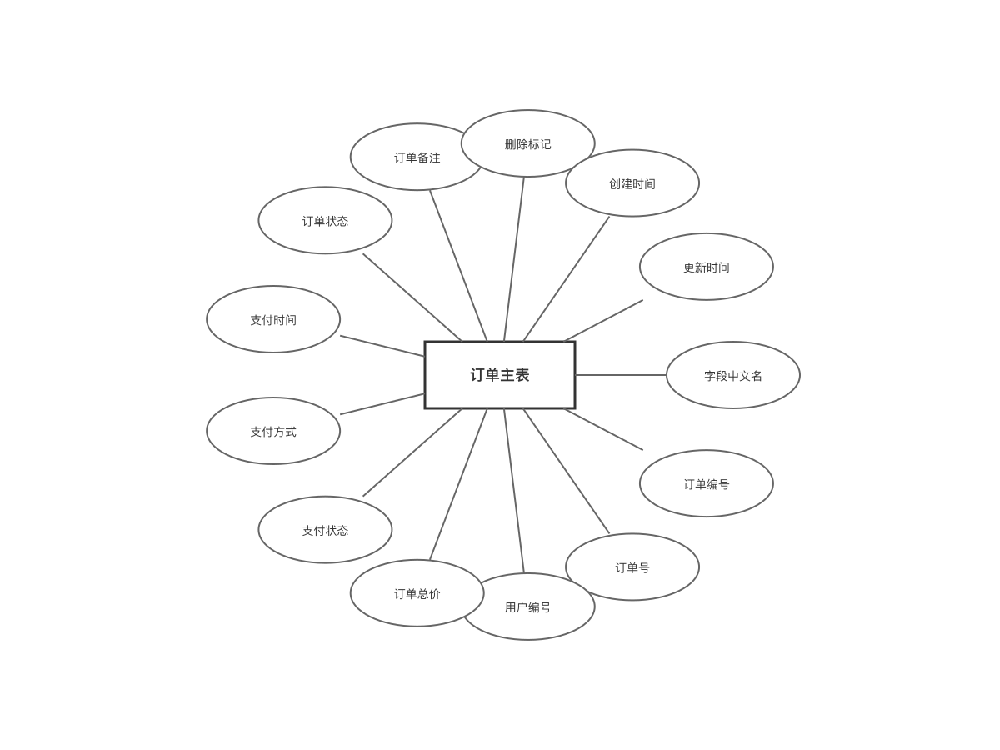 删除标记
订单备注
创建时间
订单状态
更新时间
支付时间
订单主表
字段中文名
支付方式
订单编号
支付状态
订单号
订单总价
用户编号